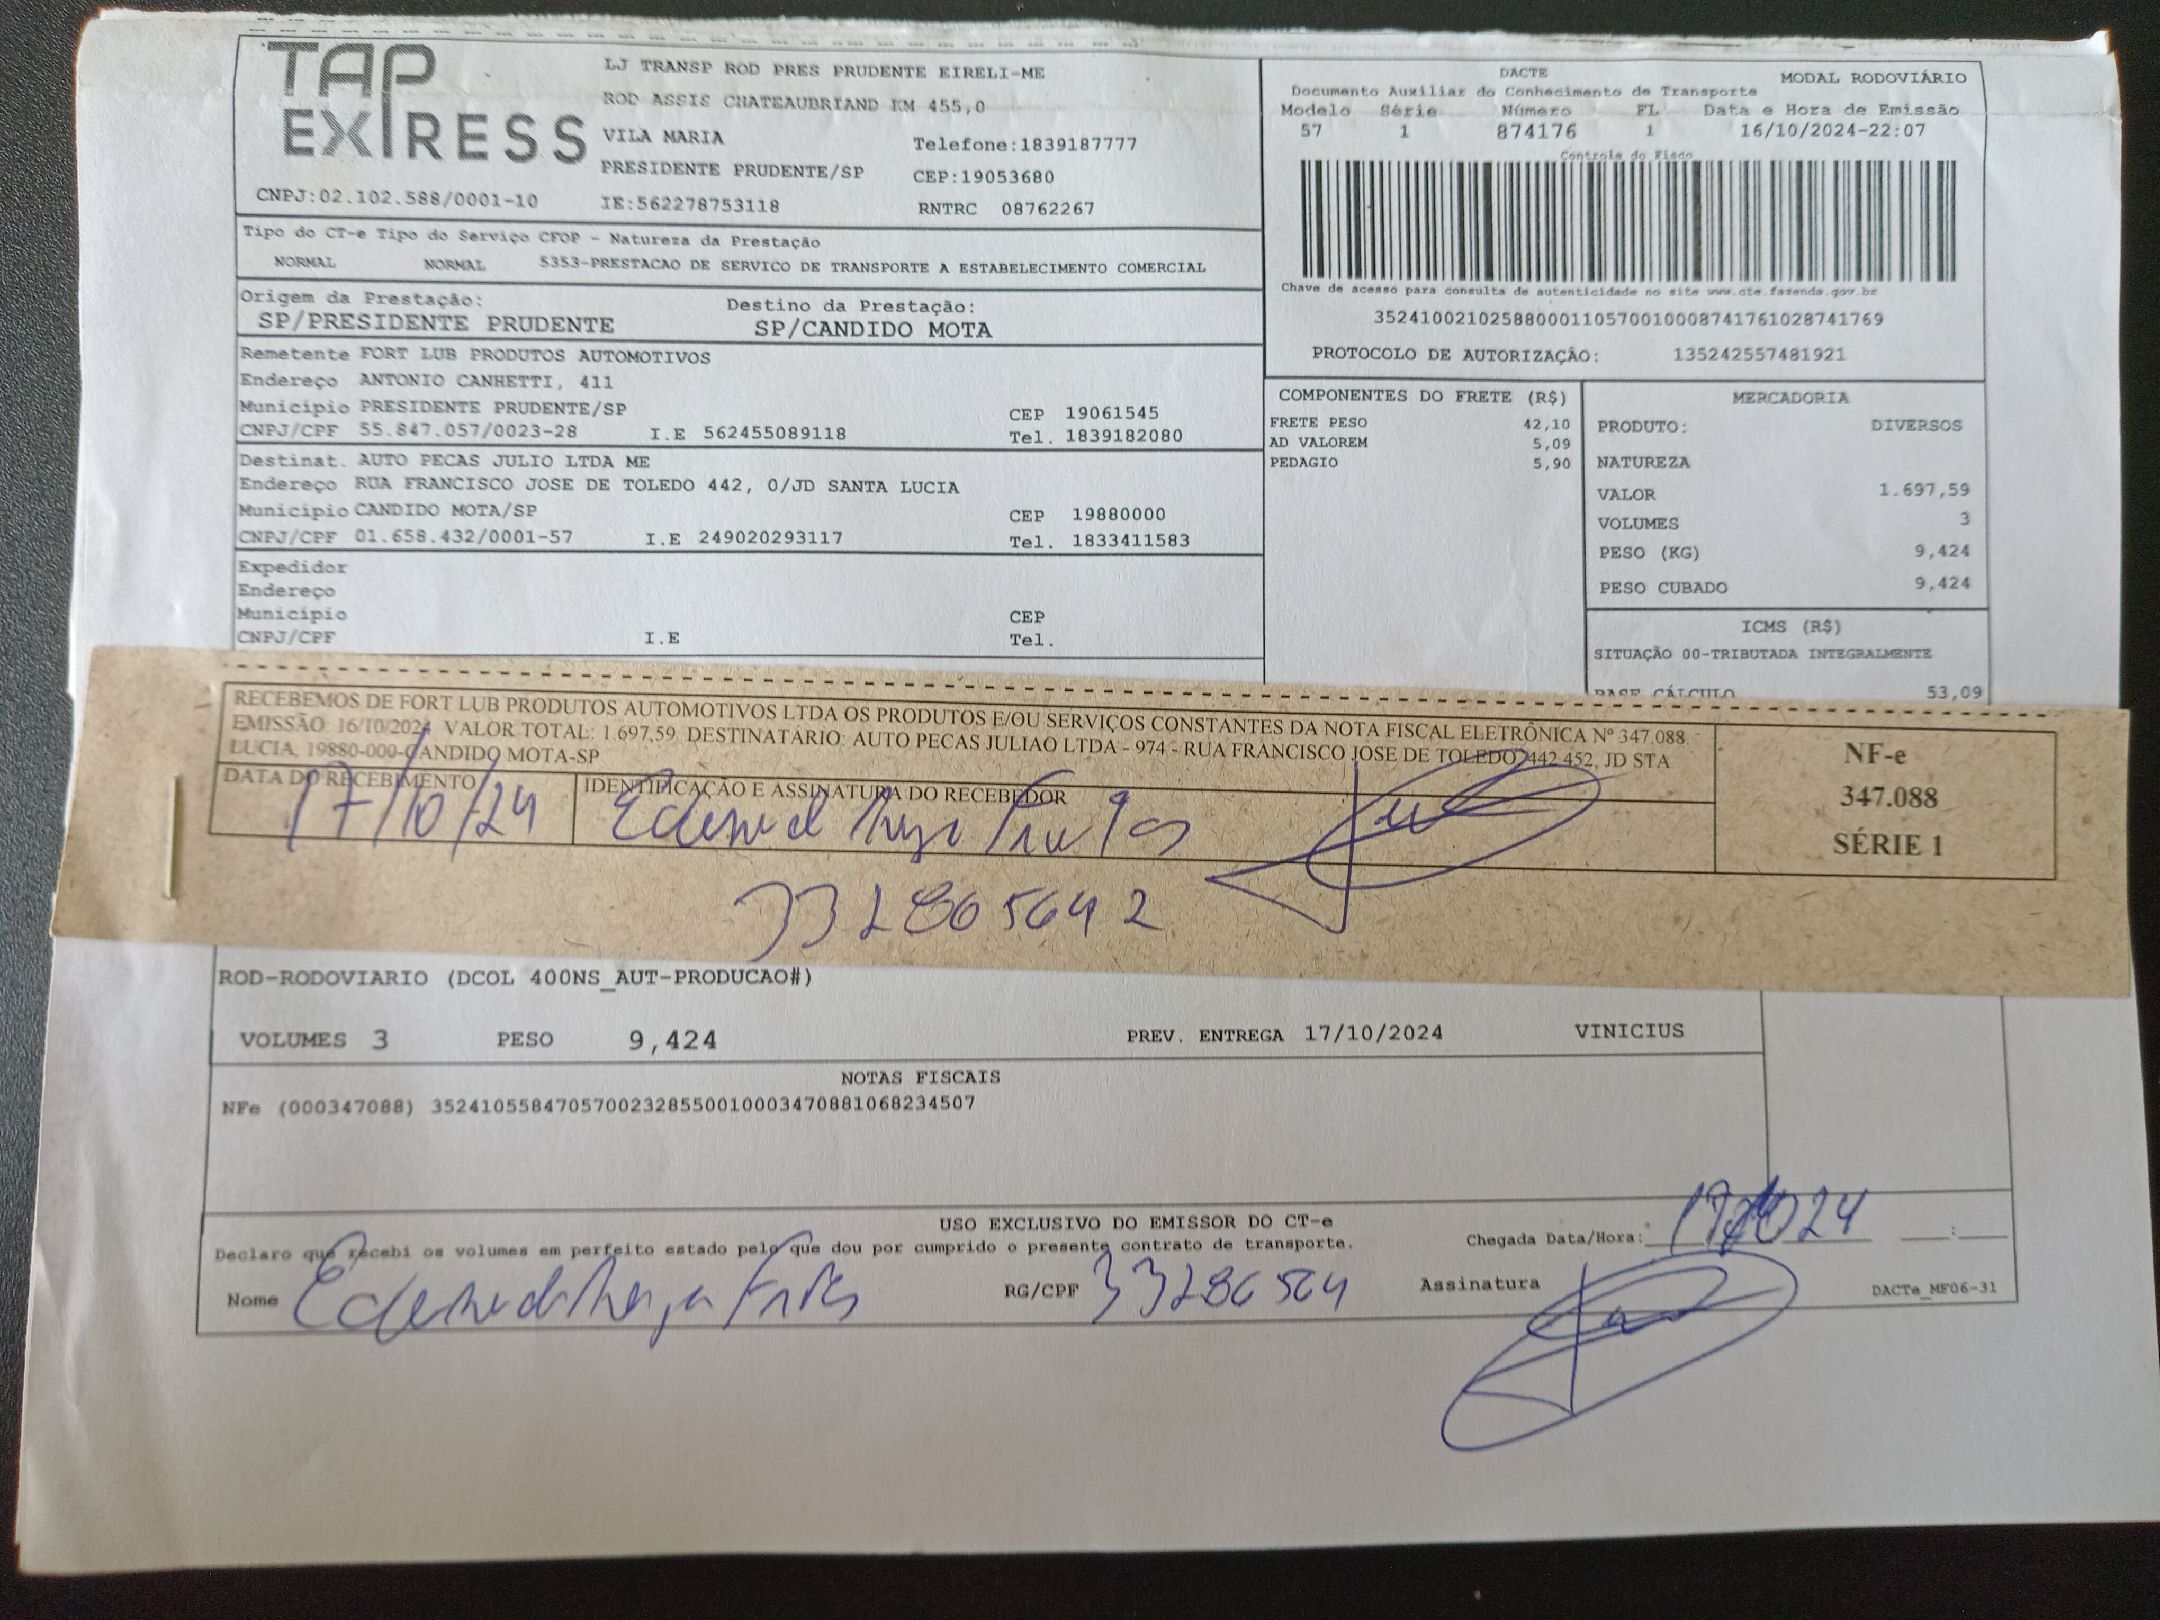 TAP EXPRESS
LJ TRANSP ROD PRES PRUDENTE EIRELI-ME
ROD ASSIS CHATEAUBRIAND KM 455,0
VILA MARIA Telefone:1839187777
PRESIDENTE PRUDENTE/SP CEP:19053680
CNPJ:02.102.588/0001-10 IE:562278753118 RNTRC 08762267
DACTE MODAL RODOVIÁRIO
Documento Auxiliar do Conhecimento de Transporte
Modelo Série Número FL Data e Hora de Emissão
57 1 874176 1 16/10/2024-22:07
Controle do Fisco
Chave de acesso para consulta de autenticidade no site www.cte.fazenda.gov.br
35241002102588000110570010008741761028741769
PROTOCOLO DE AUTORIZAÇÃO: 135242557481921
Tipo do CT-e Tipo do Serviço CFOP - Natureza da Prestação
NORMAL NORMAL 5353-PRESTACAO DE SERVICO DE TRANSPORTE A ESTABELECIMENTO COMERCIAL
Origem da Prestação: Destino da Prestação:
SP/PRESIDENTE PRUDENTE SP/CANDIDO MOTA
Remetente FORT LUB PRODUTOS AUTOMOTIVOS
Endereço ANTONIO CANHETTI, 411
Município PRESIDENTE PRUDENTE/SP CEP 19061545
CNPJ/CPF 55.847.057/0023-28 I.E 562455089118 Tel. 1839182080
Destinat. AUTO PECAS JULIO LTDA ME
Endereço RUA FRANCISCO JOSE DE TOLEDO 442, 0/JD SANTA LUCIA
Município CANDIDO MOTA/SP CEP 19880000
CNPJ/CPF 01.658.432/0001-57 I.E 249020293117 Tel. 1833411583
Expedidor
Endereço
Município CEP
CNPJ/CPF I.E Tel.
COMPONENTES DO FRETE (R$)
FRETE PESO 42,10
AD VALOREM 5,09
PEDAGIO 5,90
MERCADORIA
PRODUTO: DIVERSOS
NATUREZA
VALOR 1.697,59
VOLUMES 3
PESO (KG) 9,424
PESO CUBADO 9,424
ICMS (R$)
SITUAÇÃO 00-TRIBUTADA INTEGRALMENTE
BASE CÁLCULO 53,09
RECEBEMOS DE FORT LUB PRODUTOS AUTOMOTIVOS LTDA OS PRODUTOS E/OU SERVIÇOS CONSTANTES DA NOTA FISCAL ELETRÔNICA Nº 347.088.
EMISSÃO: 16/10/2024 VALOR TOTAL: 1.697,59 DESTINATÁRIO: AUTO PECAS JULIAO LTDA - 974 - RUA FRANCISCO JOSE DE TOLEDO, 442 452, JD STA
LUCIA, 19880-000-CANDIDO MOTA-SP
DATA DO RECEBIMENTO IDENTIFICAÇÃO E ASSINATURA DO RECEBEDOR
17/10/24
332865642
NF-e
347.088
SÉRIE 1
ROD-RODOVIARIO (DCOL 400NS_AUT-PRODUCAO#)
VOLUMES 3 PESO 9,424 PREV. ENTREGA 17/10/2024 VINICIUS
NOTAS FISCAIS
NFe (000347088) 35241055847057002328550010003470881068234507
USO EXCLUSIVO DO EMISSOR DO CT-e
Declaro que recebi os volumes em perfeito estado pelo que dou por cumprido o presente contrato de transporte. Chegada Data/Hora: :
Nome RG/CPF 33286564 Assinatura DACTe_MF06-31